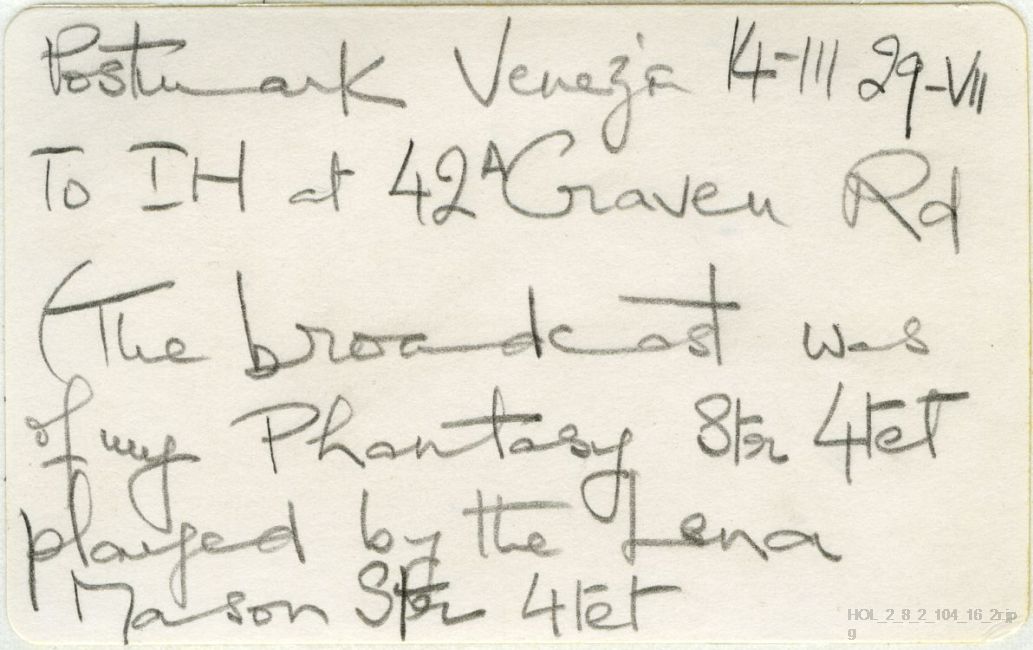 Postmark Venezia 14-III 29-VII
To IH at 42A Craven Rd
(The broadcast was
of my Phantasy Str 4tet
played by the Lena
Mason Str 4tet
HOL_2_8_2_104_16_2r.jp
g